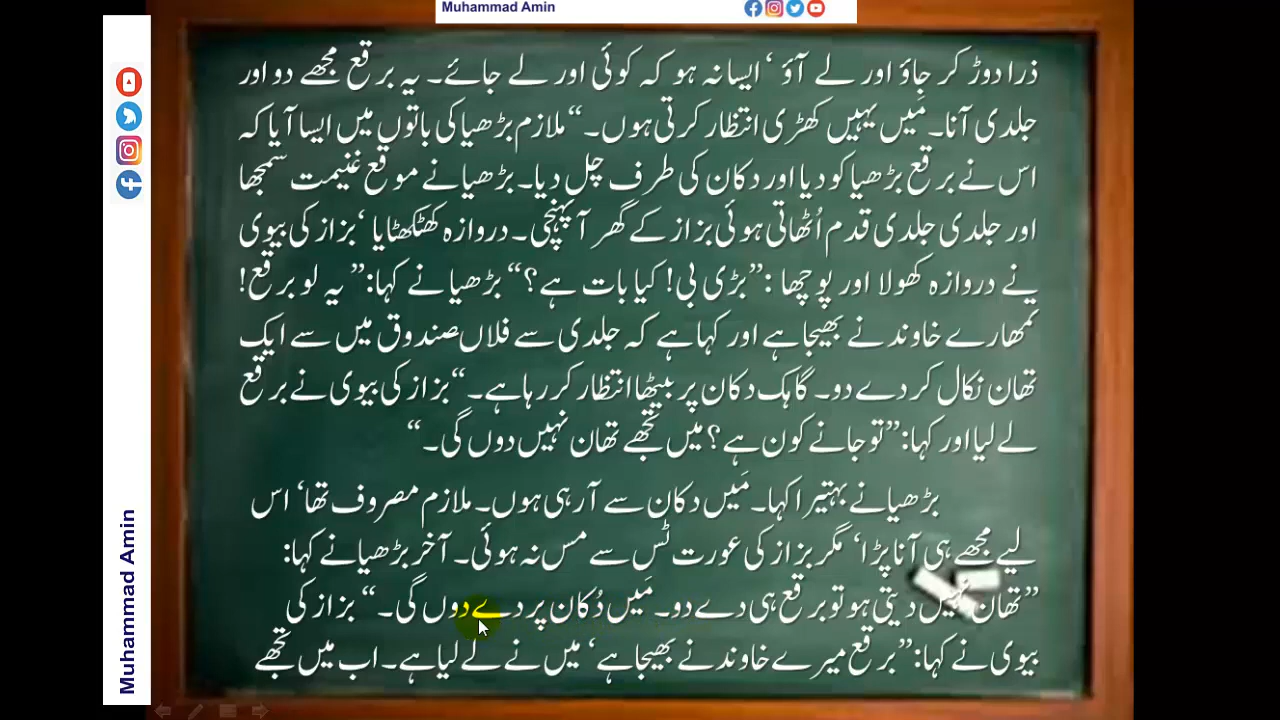 Muhammad Amin
ذرا دوڑ کر جاؤ اور لے آؤ ‘ ایسا نہ ہو کہ کوئی اور لے جائے۔ یہ برقع مجھے دو اور
جلدی آنا۔ مَیں یہیں کھڑی انتظار کرتی ہوں۔“ ملازم بڑھیا کی باتوں میں ایسا آیا کہ
اس نے برقع بڑھیا کو دیا اور دکان کی طرف چل دیا۔ بڑھیا نے موقع غنیمت سمجھا
اور جلدی جلدی قدم اُٹھاتی ہوئی بزاز کے گھر آ پہنچی۔ دروازہ کھٹکھٹایا ‘ بزاز کی بیوی
نے دروازہ کھولا اور پوچھا :”بڑی بی! کیا بات ہے؟“ بڑھیا نے کہا:” یہ لو برقع!
تمھارے خاوند نے بھیجا ہے اور کہا ہے کہ جلدی سے فلاں صندوق میں سے ایک
تھان نکال کر دے دو۔ گاہک دکان پر بیٹھا انتظار کر رہا ہے۔“ بزاز کی بیوی نے برقع
لے لیا اور کہا:”تو جانے کون ہے؟ میں تجھے تھان نہیں دوں گی۔“
بڑھیا نے بہتیرا کہا۔ مَیں دکان سے آ رہی ہوں۔ ملازم مصروف تھا‘ اس
لیے مجھے ہی آنا پڑا‘ مگر بزاز کی عورت ٹس سے مس نہ ہوئی۔ آخر بڑھیا نے کہا:
”تھان نہیں دیتی ہو تو برقع ہی دے دو۔ مَیں دُکان پر دے دوں گی۔“ بزاز کی
بیوی نے کہا:”برقع میرے خاوند نے بھیجا ہے‘ میں نے لے لیا ہے۔ اب میں تجھے
Muhammad Amin